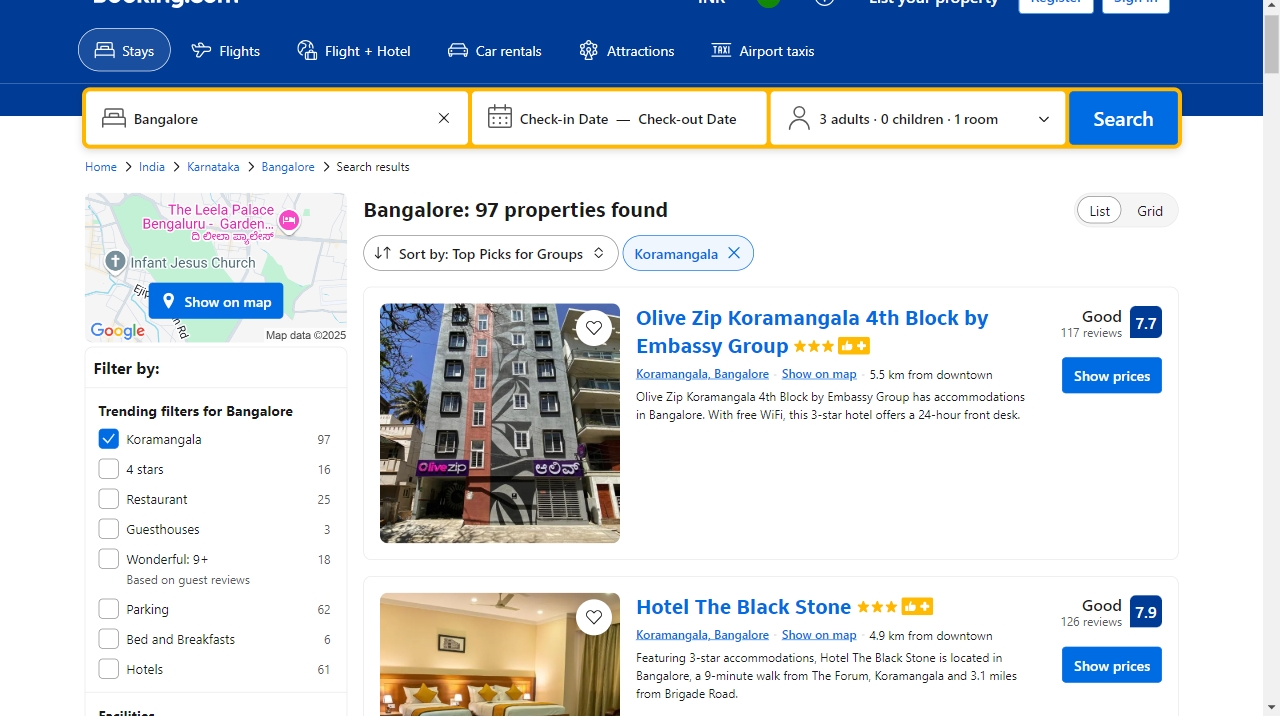 Booking.com
INR
List your property
Register
Sign in
Stays
Flights
Flight + Hotel
Car rentals
Attractions
TAXI
Airport taxis
Bangalore
Check-in Date — Check-out Date
3 adults · 0 children · 1 room
Search
Home > India > Karnataka > Bangalore > Search results
The Leela Palace
Bengaluru - Garden...
ದಿ ಲೀಲಾ ಪ್ಯಾಲೇಸ್
Infant Jesus Church
Show on map
Google
Map data ©2025
Filter by:
Trending filters for Bangalore
Koramangala 97
4 stars 16
Restaurant 25
Guesthouses 3
Wonderful: 9+ 18
Based on guest reviews
Parking 62
Bed and Breakfasts 6
Hotels 61
Facilities
Bangalore: 97 properties found
List
Grid
Sort by: Top Picks for Groups
Koramangala
Olive zip
ಆಲಿವ್
Olive Zip Koramangala 4th Block by
Embassy Group
Koramangala, Bangalore · Show on map · 5.5 km from downtown
Olive Zip Koramangala 4th Block by Embassy Group has accommodations
in Bangalore. With free WiFi, this 3-star hotel offers a 24-hour front desk.
Good
117 reviews
7.7
Show prices
Hotel The Black Stone
Koramangala, Bangalore · Show on map · 4.9 km from downtown
Featuring 3-star accommodations, Hotel The Black Stone is located in
Bangalore, a 9-minute walk from The Forum, Koramangala and 3.1 miles
from Brigade Road.
Good
126 reviews
7.9
Show prices